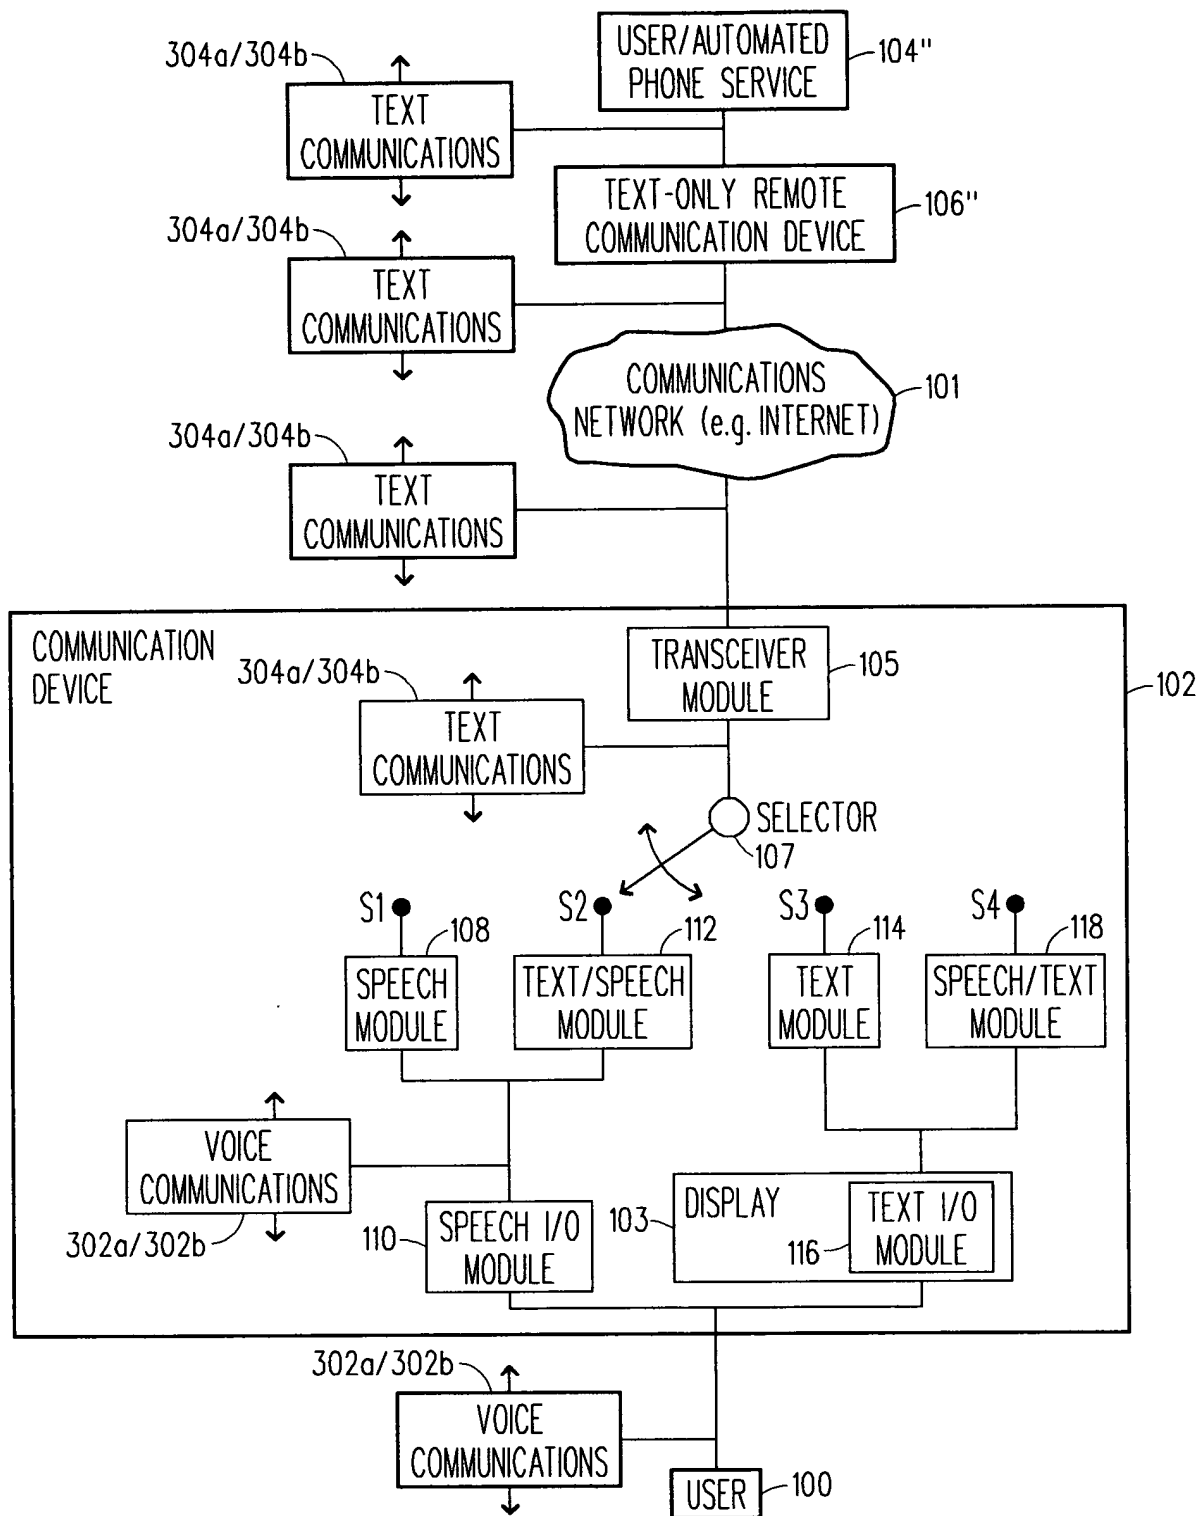 304a/304b
USER/AUTOMATED
PHONE SERVICE
104"
TEXT
COMMUNICATIONS
TEXT-ONLY REMOTE
COMMUNICATION DEVICE
106"
304a/304b
TEXT
COMMUNICATIONS
COMMUNICATIONS
NETWORK (e.g. INTERNET)
101
304a/304b
TEXT
COMMUNICATIONS
COMMUNICATION
DEVICE
TRANSCEIVER
MODULE
105
102
304a/304b
TEXT
COMMUNICATIONS
SELECTOR
107
S1
S2
S3
S4
108
112
114
118
SPEECH
MODULE
TEXT/SPEECH
MODULE
TEXT
MODULE
SPEECH/TEXT
MODULE
VOICE
COMMUNICATIONS
302a/302b
110
SPEECH I/O
MODULE
103
DISPLAY
116
TEXT I/O
MODULE
302a/302b
VOICE
COMMUNICATIONS
USER
100